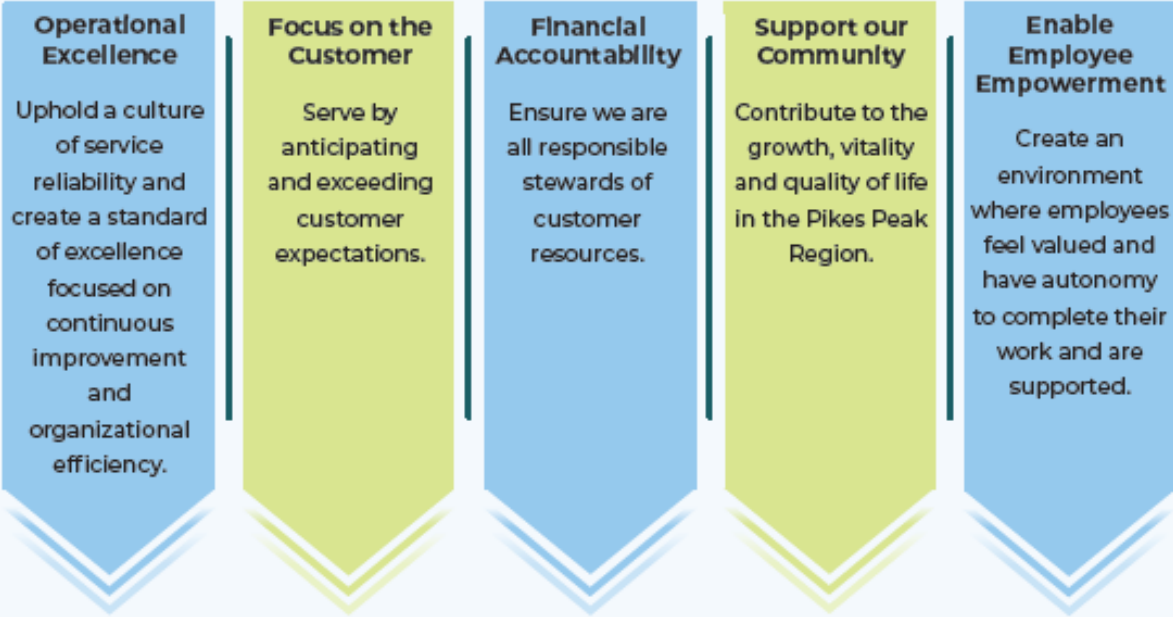 Operational
Excellence
Uphold a culture
of service
reliability and
create a standard
of excellence
focused on
continuous
improvement
and
organizational
efficiency.
Focus on the
Customer
Serve by
anticipating
and exceeding
customer
expectations.
Financial
Accountability
Ensure we are
all responsible
stewards of
customer
resources.
Support our
Community
Contribute to the
growth, vitality
and quality of life
in the Pikes Peak
Region.
Enable
Employee
Empowerment
Create an
environment
where employees
feel valued and
have autonomy
to complete their
work and are
supported.